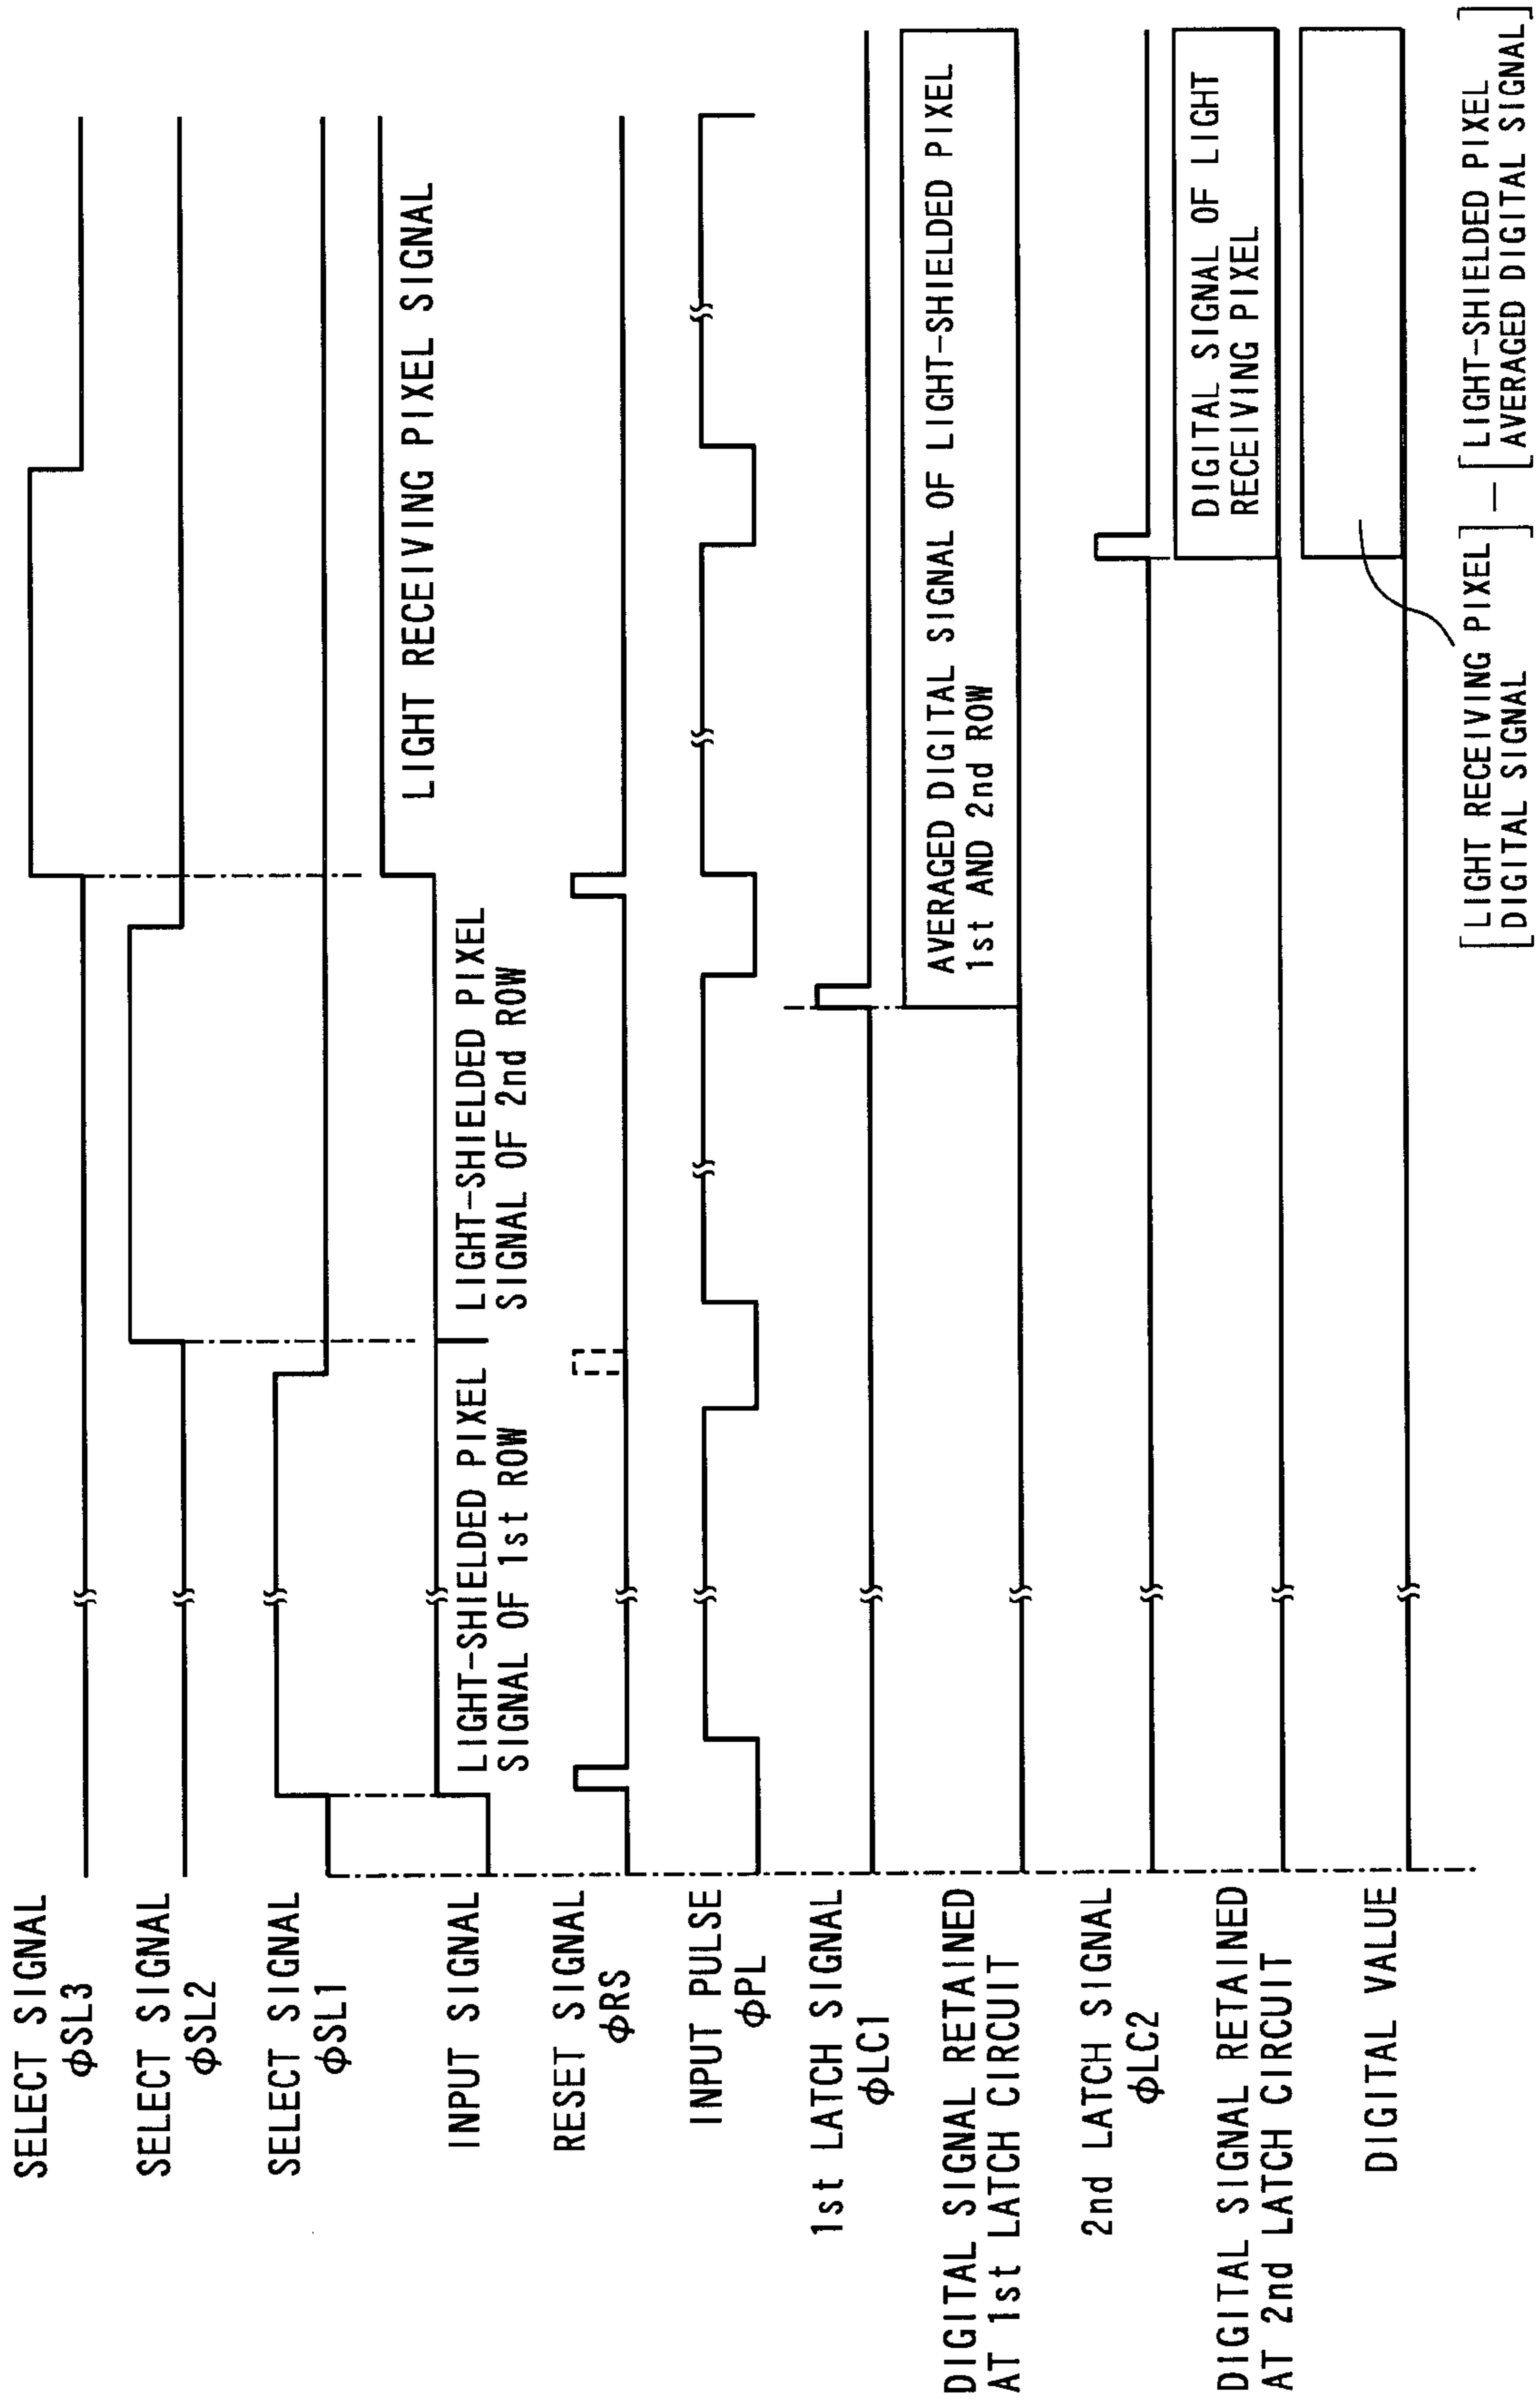 SELECT SIGNAL
φSL3
SELECT SIGNAL
φSL2
SELECT SIGNAL
φSL1
INPUT SIGNAL
LIGHT-SHIELDED PIXEL
SIGNAL OF 1st ROW
LIGHT-SHIELDED PIXEL
SIGNAL OF 2nd ROW
LIGHT RECEIVING PIXEL SIGNAL
RESET SIGNAL
φRS
INPUT PULSE
φPL
1st LATCH SIGNAL
φLC1
DIGITAL SIGNAL RETAINED
AT 1st LATCH CIRCUIT
AVERAGED DIGITAL SIGNAL OF LIGHT-SHIELDED PIXEL
1st AND 2nd ROW
2nd LATCH SIGNAL
φLC2
DIGITAL SIGNAL RETAINED
AT 2nd LATCH CIRCUIT
DIGITAL SIGNAL OF LIGHT
RECEIVING PIXEL
DIGITAL VALUE
[LIGHT RECEIVING PIXEL
DIGITAL SIGNAL] － [LIGHT-SHIELDED PIXEL
AVERAGED DIGITAL SIGNAL]